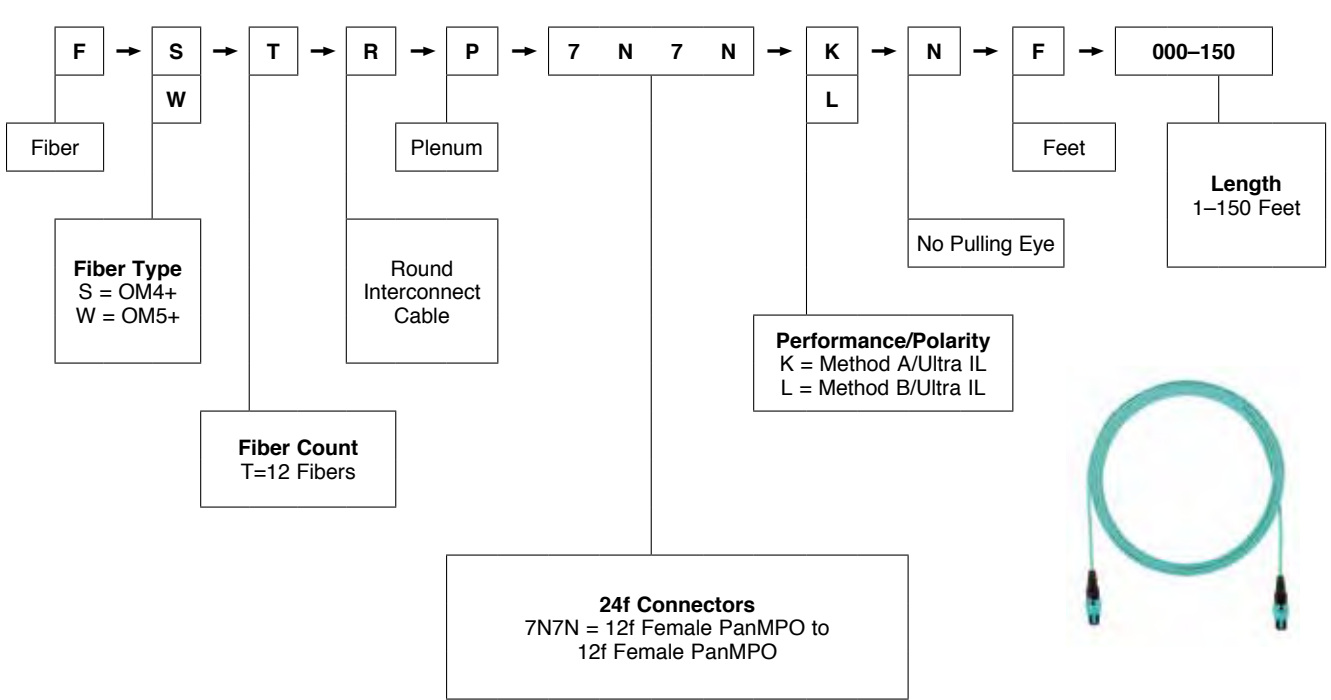 F → S → T → R → P → 7 N 7 N → K → N → F → 000–150
W
L
Fiber
Plenum
Feet
Length
1–150 Feet
No Pulling Eye
Fiber Type
S = OM4+
W = OM5+
Round
Interconnect
Cable
Performance/Polarity
K = Method A/Ultra IL
L = Method B/Ultra IL
Fiber Count
T=12 Fibers
24f Connectors
7N7N = 12f Female PanMPO to
12f Female PanMPO